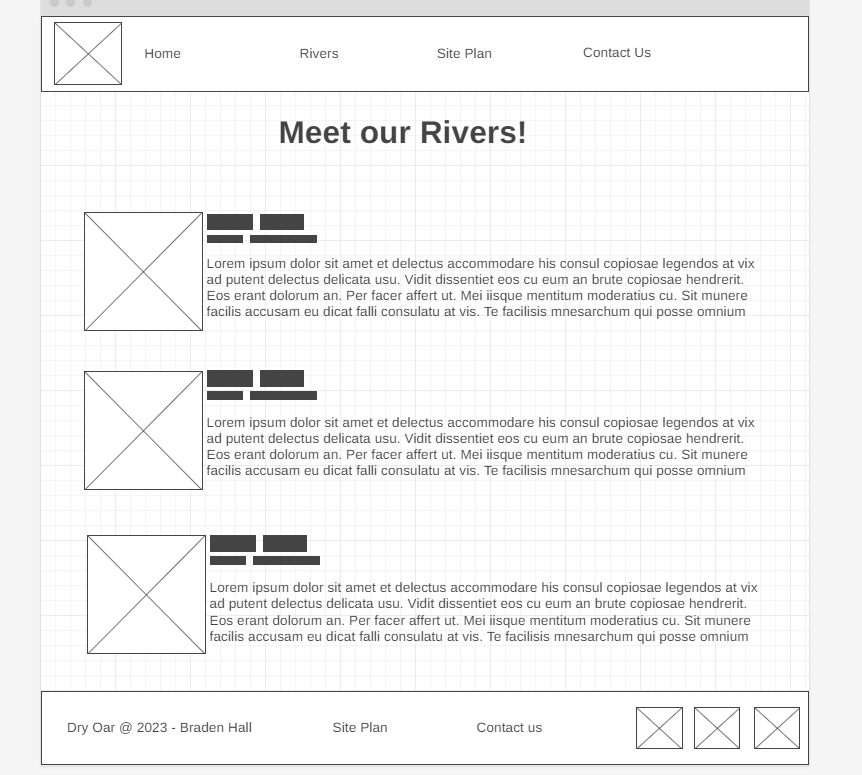 Home Rivers Site Plan Contact Us
Meet our Rivers!
Lorem ipsum dolor sit amet et delectus accommodare his consul copiosae legendos at vix
ad putent delectus delicata usu. Vidit dissentiet eos cu eum an brute copiosae hendrerit.
Eos erant dolorum an. Per facer affert ut. Mei iisque mentitum moderatius cu. Sit munere
facilis accusam eu dicat falli consulatu at vis. Te facilisis mnesarchum qui posse omnium
Lorem ipsum dolor sit amet et delectus accommodare his consul copiosae legendos at vix
ad putent delectus delicata usu. Vidit dissentiet eos cu eum an brute copiosae hendrerit.
Eos erant dolorum an. Per facer affert ut. Mei iisque mentitum moderatius cu. Sit munere
facilis accusam eu dicat falli consulatu at vis. Te facilisis mnesarchum qui posse omnium
Lorem ipsum dolor sit amet et delectus accommodare his consul copiosae legendos at vix
ad putent delectus delicata usu. Vidit dissentiet eos cu eum an brute copiosae hendrerit.
Eos erant dolorum an. Per facer affert ut. Mei iisque mentitum moderatius cu. Sit munere
facilis accusam eu dicat falli consulatu at vis. Te facilisis mnesarchum qui posse omnium
Dry Oar @ 2023 - Braden Hall Site Plan Contact us